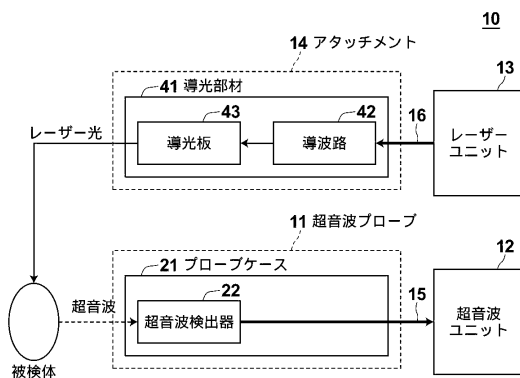 10
14 アタッチメント
13
41 導光部材
43
42
レーザー光
導光板
導波路
16
レーザー
ユニット
11 超音波プローブ
12
21 プローブケース
22
超音波
超音波検出器
15
超音波
ユニット
被検体